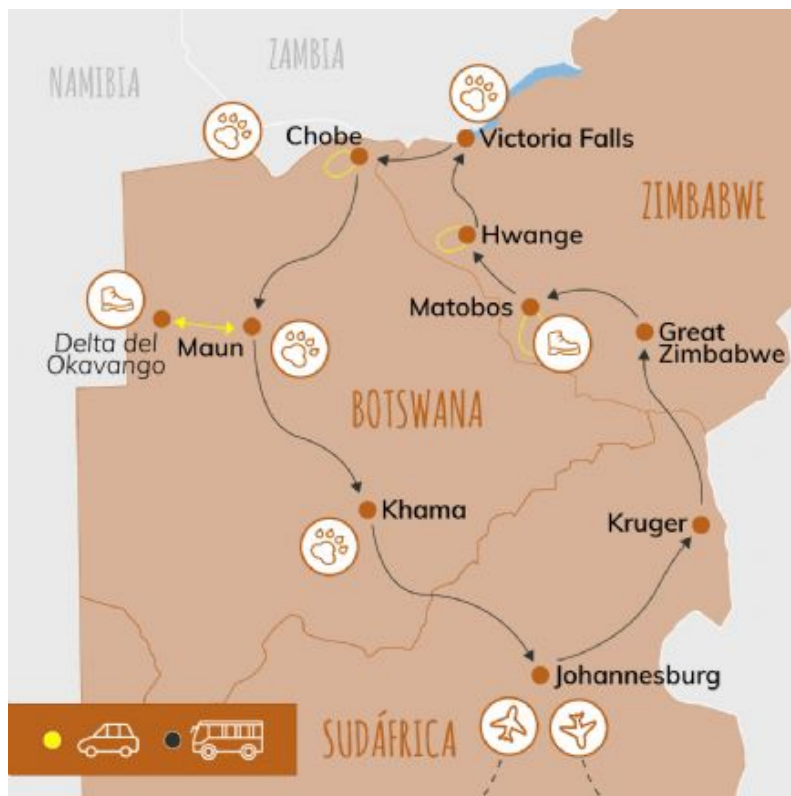 ZAMBIA
NAMIBIA
Chobe
Victoria Falls
ZIMBABWE
Hwange
Matobos
Great
Zimbabwe
Delta del
Okavango
Maun
BOTSWANA
Khama
Kruger
Johannesburg
SUDÁFRICA